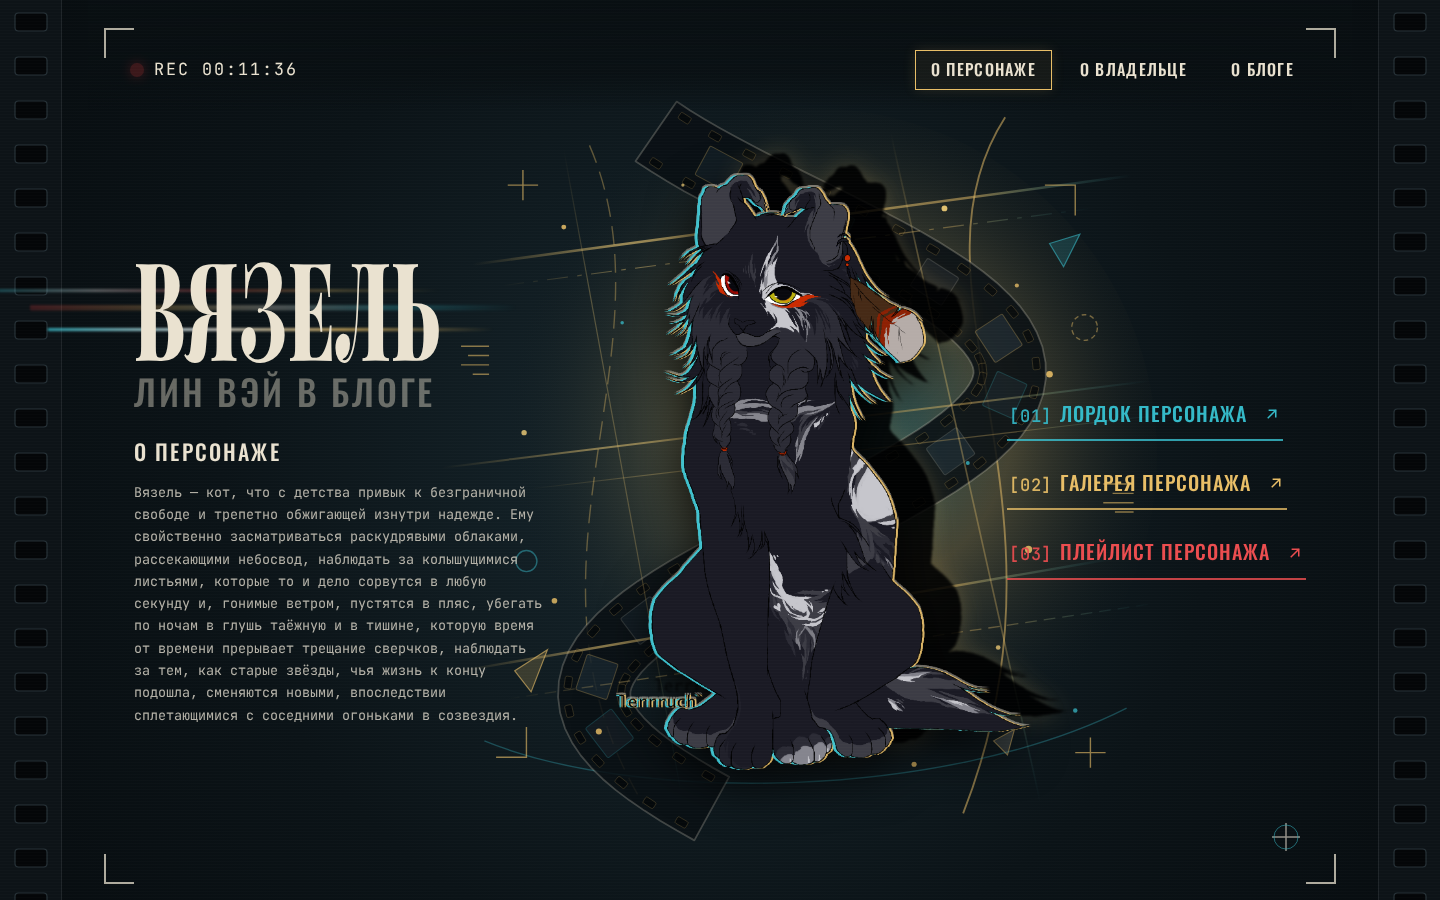 REC 00:11:36
О ПЕРСОНАЖЕ
О ВЛАДЕЛЬЦЕ
О БЛОГЕ
ВЯЗЕЛЬ
ЛИН ВЭЙ В БЛОГЕ
О ПЕРСОНАЖЕ
Вязель — кот, что с детства привык к безграничной
свободе и трепетно обжигающей изнутри надежде. Ему
свойственно засматриваться раскудрявыми облаками,
рассекающими небосвод, наблюдать за колышущимися
листьями, которые то и дело сорвутся в любую
секунду и, гонимые ветром, пустятся в пляс, убегать
по ночам в глушь таёжную и в тишине, которую время
от времени прерывает трещание сверчков, наблюдать
за тем, как старые звёзды, чья жизнь к концу
подошла, сменяются новыми, впоследствии
сплетающимися с соседними огоньками в созвездия.
[01] ЛОРДОК ПЕРСОНАЖА ↗
[02] ГАЛЕРЕЯ ПЕРСОНАЖА ↗
[03] ПЛЕЙЛИСТ ПЕРСОНАЖА ↗